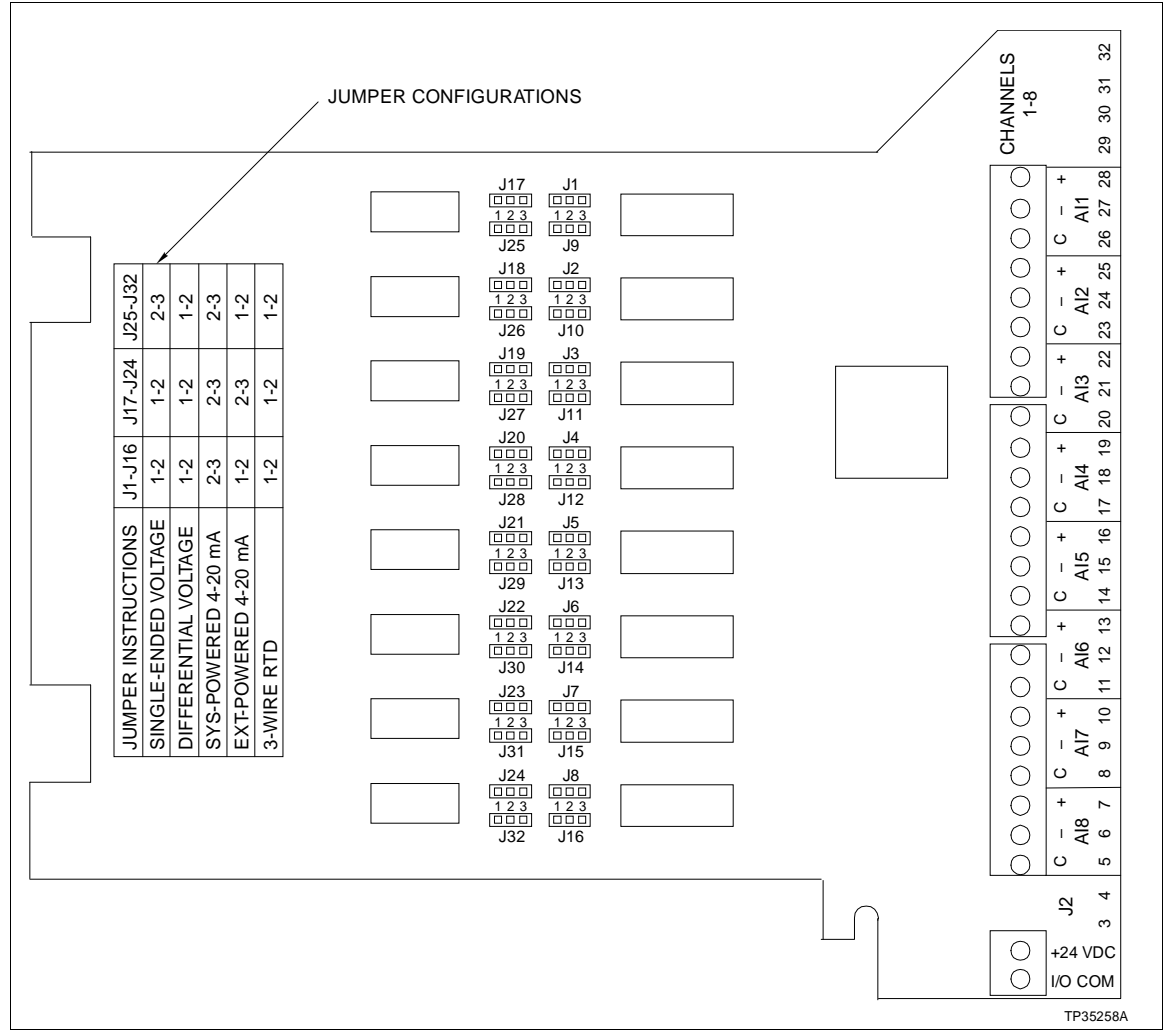 JUMPER CONFIGURATIONS
JUMPER INSTRUCTIONS J1-J16 J17-J24 J25-J32
SINGLE-ENDED VOLTAGE 1-2 1-2 2-3
DIFFERENTIAL VOLTAGE 1-2 1-2 1-2
SYS-POWERED 4-20 mA 2-3 2-3 2-3
EXT-POWERED 4-20 mA 1-2 2-3 1-2
3-WIRE RTD 1-2 1-2 1-2
J17 J1
1 2 3 1 2 3
J25 J9
J18 J2
1 2 3 1 2 3
J26 J10
J19 J3
1 2 3 1 2 3
J27 J11
J20 J4
1 2 3 1 2 3
J28 J12
J21 J5
1 2 3 1 2 3
J29 J13
J22 J6
1 2 3 1 2 3
J30 J14
J23 J7
1 2 3 1 2 3
J31 J15
J24 J8
1 2 3 1 2 3
J32 J16
CHANNELS
1-8
32
31
30
29
+ 28
– AI1 27
C 26
+ 25
– AI2 24
C 23
+ 22
– AI3 21
C 20
+ 19
– AI4 18
C 17
+ 16
– AI5 15
C 14
+ 13
– AI6 12
C 11
+ 10
– AI7 9
C 8
+ 7
– AI8 6
C 5
J2 4
3
+24 VDC
I/O COM
TP35258A